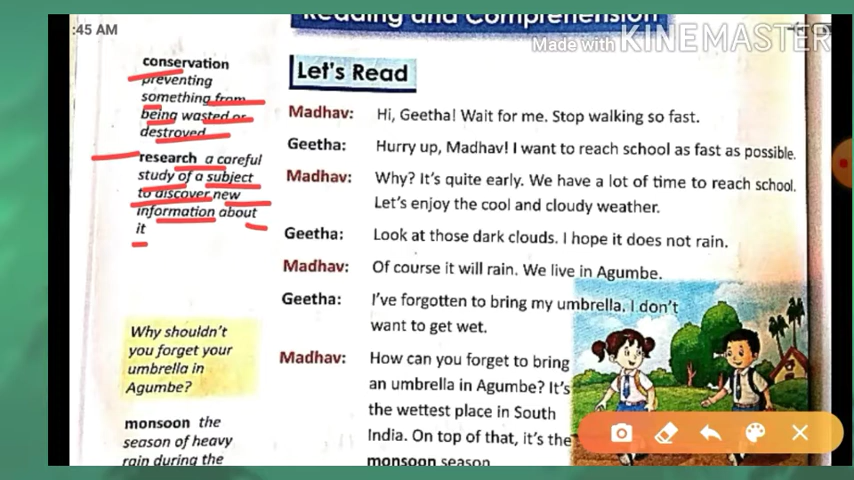 Reading and Comprehension
:45 AM
Made with KINEMASTER
conservation
preventing
something from
being wasted or
destroyed
research a careful
study of a subject
to discover new
information about
it
Why shouldn't
you forget your
umbrella in
Agumbe?
monsoon the
season of heavy
rain during the
Let's Read
Madhav: Hi, Geetha! Wait for me. Stop walking so fast.
Geetha: Hurry up, Madhav! I want to reach school as fast as possible.
Madhav: Why? It's quite early. We have a lot of time to reach school.
Let's enjoy the cool and cloudy weather.
Geetha: Look at those dark clouds. I hope it does not rain.
Madhav: Of course it will rain. We live in Agumbe.
Geetha: I've forgotten to bring my umbrella. I don't
want to get wet.
Madhav: How can you forget to bring
an umbrella in Agumbe? It's
the wettest place in South
India. On top of that, it's the
monsoon season